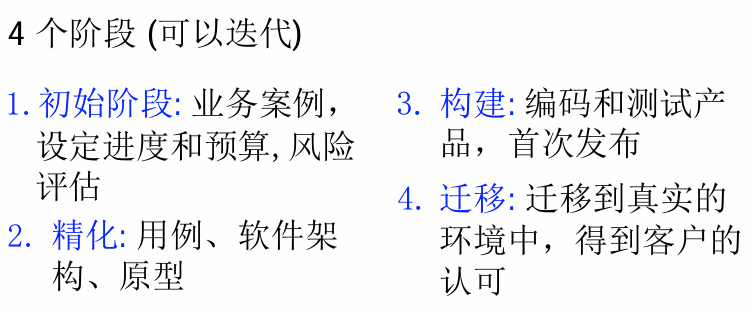 4 个阶段 (可以迭代)
1. 初始阶段: 业务案例，
设定进度和预算, 风险
评估
2. 精化: 用例、软件架
构、原型
3. 构建: 编码和测试产
品，首次发布
4. 迁移: 迁移到真实的
环境中，得到客户的
认可